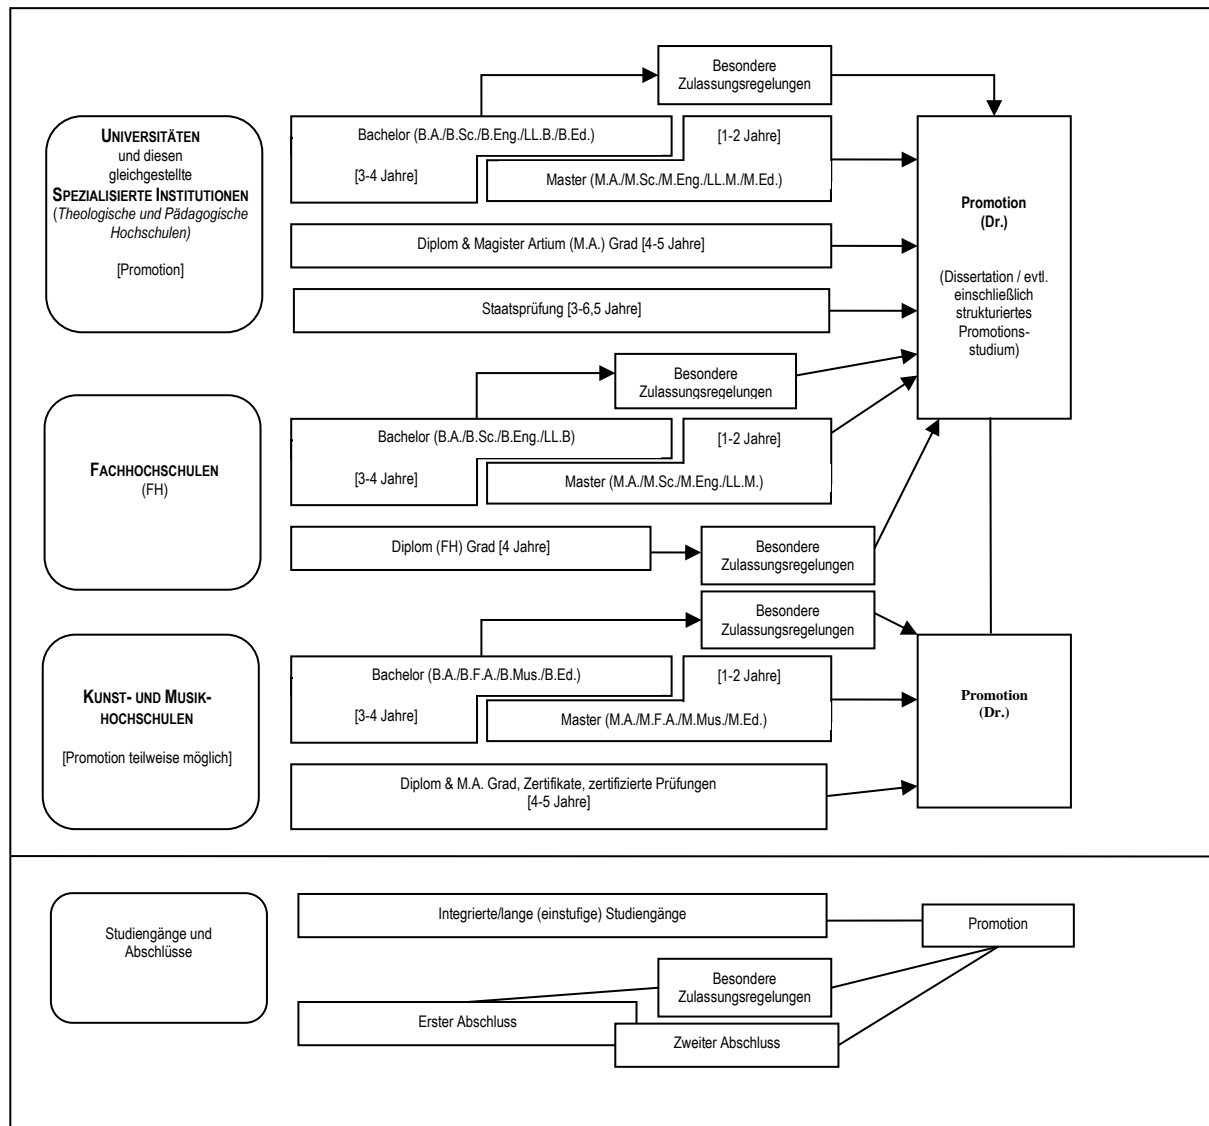 Besondere
Zulassungsregelungen
UNIVERSITÄTEN
und diesen
gleichgestellte
SPEZIALISIERTE INSTITUTIONEN
(Theologische und Pädagogische
Hochschulen)
[Promotion]
Bachelor (B.A./B.Sc./B.Eng./LL.B./B.Ed.)
[3-4 Jahre]
[1-2 Jahre]
Master (M.A./M.Sc./M.Eng./LL.M./M.Ed.)
Diplom & Magister Artium (M.A.) Grad [4-5 Jahre]
Staatsprüfung [3-6,5 Jahre]
Promotion
(Dr.)
(Dissertation / evtl.
einschließlich
strukturiertes
Promotions-
studium)
Besondere
Zulassungsregelungen
FACHHOCHSCHULEN
(FH)
Bachelor (B.A./B.Sc./B.Eng./LL.B)
[3-4 Jahre]
[1-2 Jahre]
Master (M.A./M.Sc./M.Eng./LL.M.)
Diplom (FH) Grad [4 Jahre]
Besondere
Zulassungsregelungen
Besondere
Zulassungsregelungen
KUNST- UND MUSIK-
HOCHSCHULEN
[Promotion teilweise möglich]
Bachelor (B.A./B.F.A./B.Mus./B.Ed.)
[3-4 Jahre]
[1-2 Jahre]
Master (M.A./M.F.A./M.Mus./M.Ed.)
Diplom & M.A. Grad, Zertifikate, zertifizierte Prüfungen
[4-5 Jahre]
Promotion
(Dr.)
Studiengänge und
Abschlüsse
Integrierte/lange (einstufige) Studiengänge
Promotion
Besondere
Zulassungsregelungen
Erster Abschluss
Zweiter Abschluss